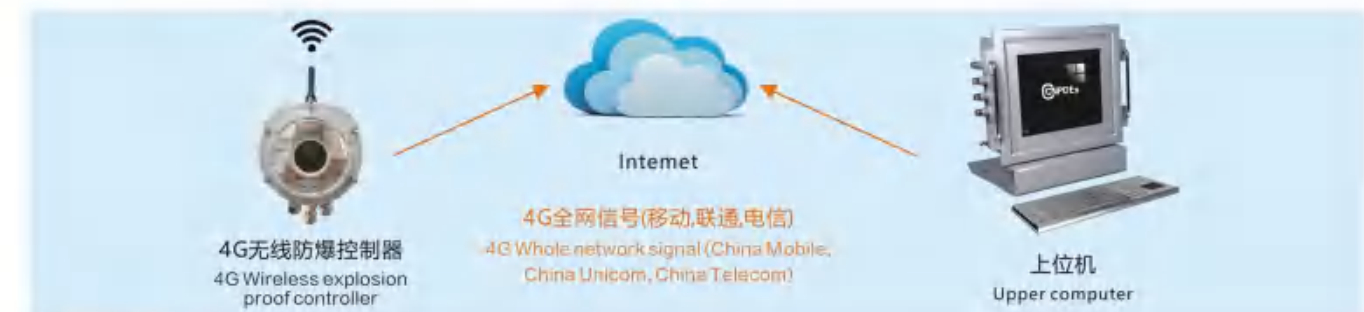 Intemet
4G全网信号(移动,联通,电信)
4G Whole network signal (China Mobile,
China Unicom, China Telecom)
4G无线防爆控制器
4G Wireless explosion
proof controller
上位机
Upper computer